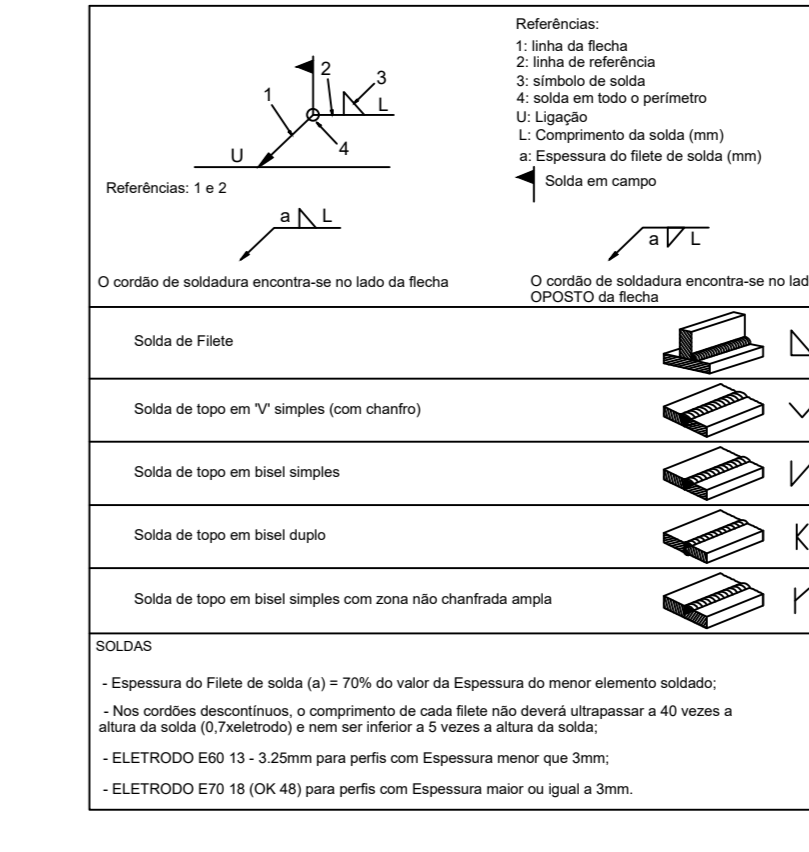 Referências:
1: linha da flecha
2: linha de referência
3: símbolo de solda
4: solda em todo o perímetro
U: Ligação
L: Comprimento da solda (mm)
a: Espessura do filete de solda (mm)
Solda em campo
2
3
1
L
4
U
Referências: 1 e 2
a L
O cordão de soldadura encontra-se no lado da flecha
a L
O cordão de soldadura encontra-se no lad
OPOSTO da flecha
Solda de Filete
Solda de topo em 'V' simples (com chanfro)
Solda de topo em bisel simples
Solda de topo em bisel duplo
Solda de topo em bisel simples com zona não chanfrada ampla
SOLDAS
- Espessura do Filete de solda (a) = 70% do valor da Espessura do menor elemento soldado;
- Nos cordões descontínuos, o comprimento de cada filete não deverá ultrapassar a 40 vezes a
altura da solda (0,7xeletrodo) e nem ser inferior a 5 vezes a altura da solda;
- ELETRODO E60 13 - 3.25mm para perfis com Espessura menor que 3mm;
- ELETRODO E70 18 (OK 48) para perfis com Espessura maior ou igual a 3mm.